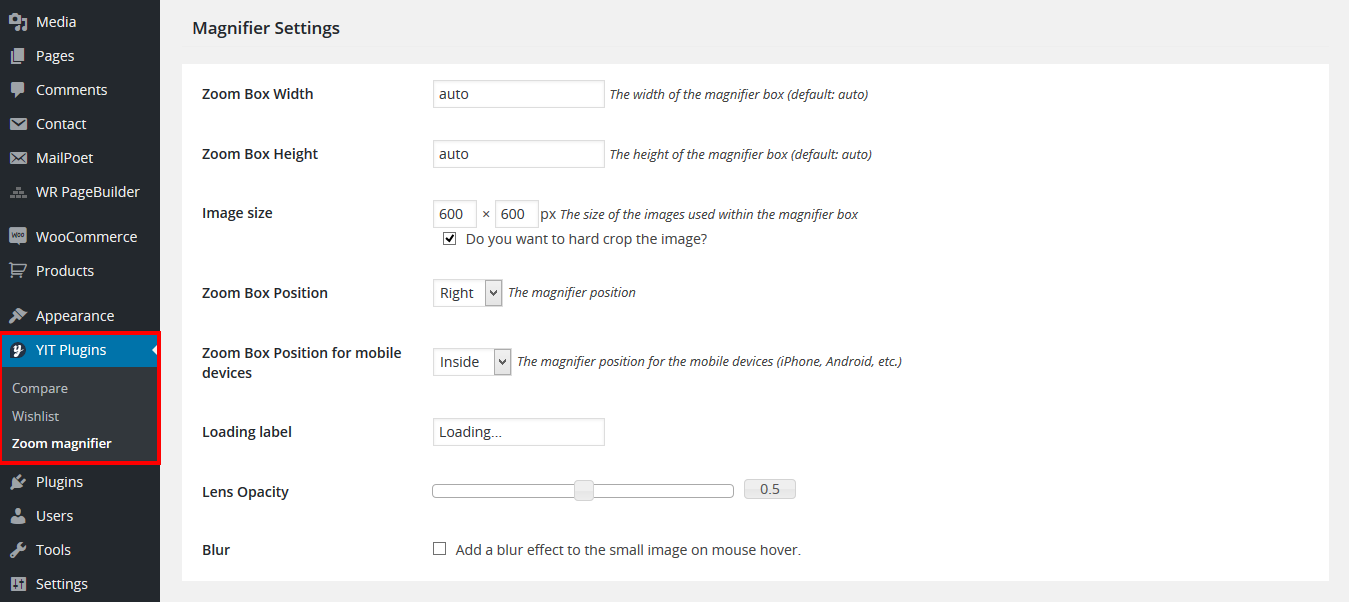 Media
Pages
Comments
Contact
MailPoet
WR PageBuilder
WooCommerce
Products
Appearance
YIT Plugins
Compare
Wishlist
Zoom magnifier
Plugins
Users
Tools
Settings
Magnifier Settings
Zoom Box Width auto The width of the magnifier box (default: auto)
Zoom Box Height auto The height of the magnifier box (default: auto)
Image size 600 × 600 px The size of the images used within the magnifier box
Do you want to hard crop the image?
Zoom Box Position Right The magnifier position
Zoom Box Position for mobile
devices Inside The magnifier position for the mobile devices (iPhone, Android, etc.)
Loading label Loading...
Lens Opacity 0.5
Blur Add a blur effect to the small image on mouse hover.